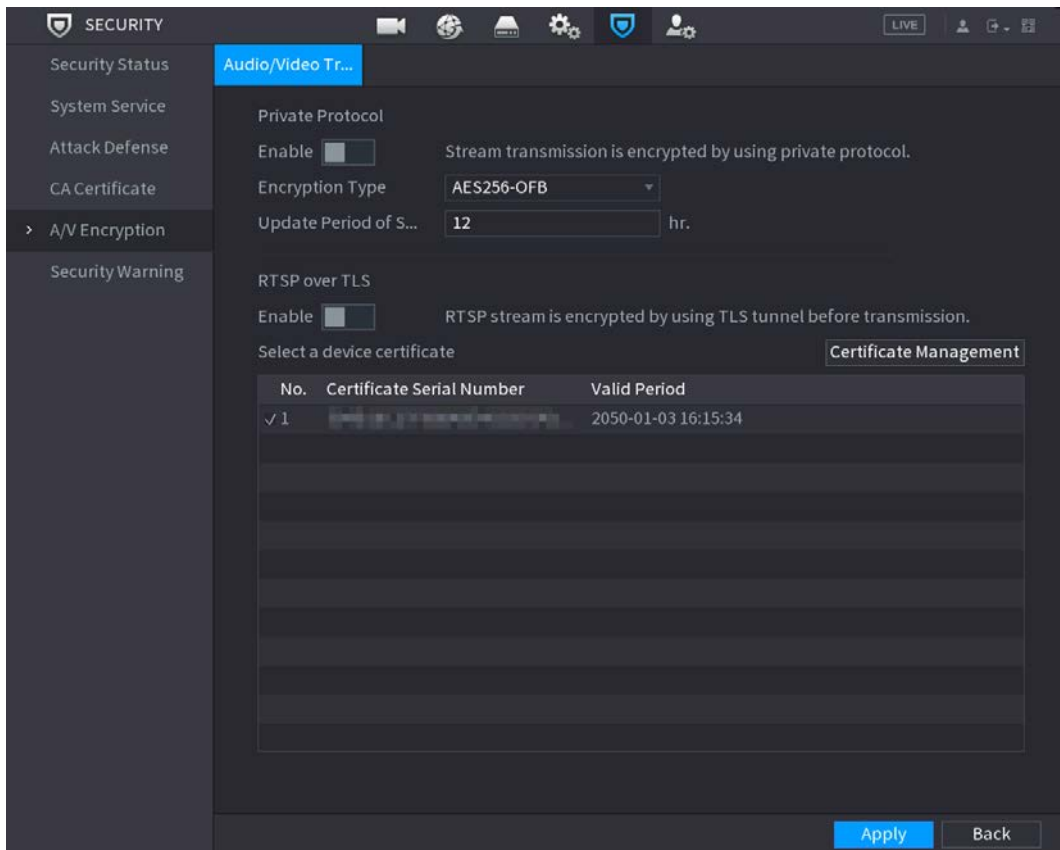 SECURITY
LIVE
Security Status
System Service
Attack Defense
CA Certificate
A/V Encryption
Security Warning
Audio/Video Tr...
Private Protocol
Enable Stream transmission is encrypted by using private protocol.
Encryption Type AES256-OFB
Update Period of S... 12 hr.
RTSP over TLS
Enable RTSP stream is encrypted by using TLS tunnel before transmission.
Select a device certificate Certificate Management
No. Certificate Serial Number Valid Period
1 2050-01-03 16:15:34
Apply Back